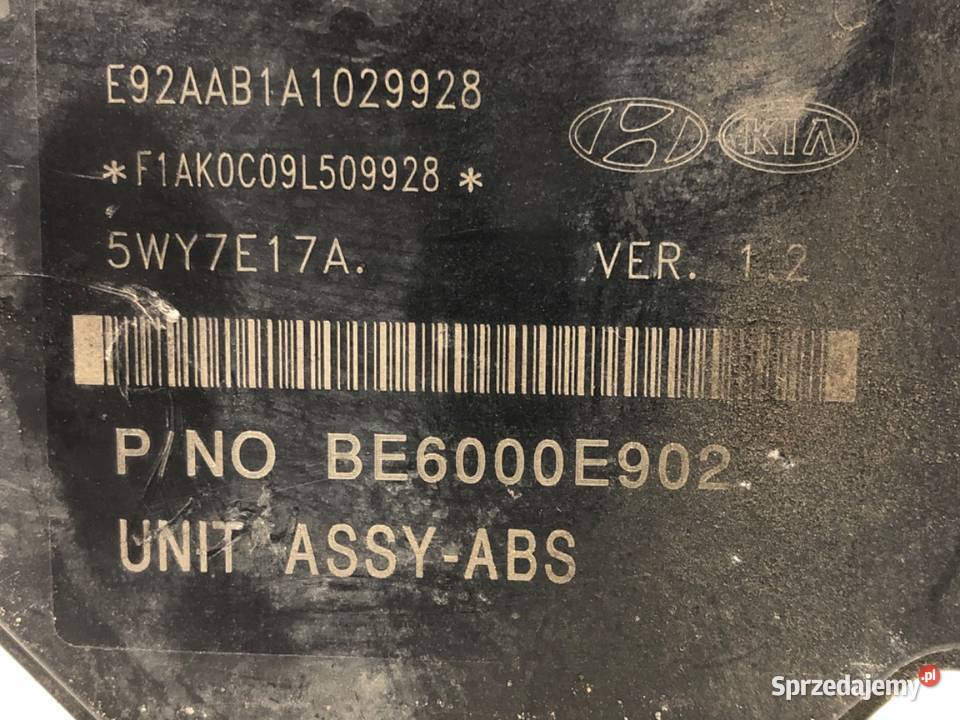 E92AAB1A1029928
KIA
*F1AK0C09L509928*
5WY7E17A. VER. 1.2
P/NO BE6000E902
UNIT ASSY-ABS
Sprzedajemy.pl